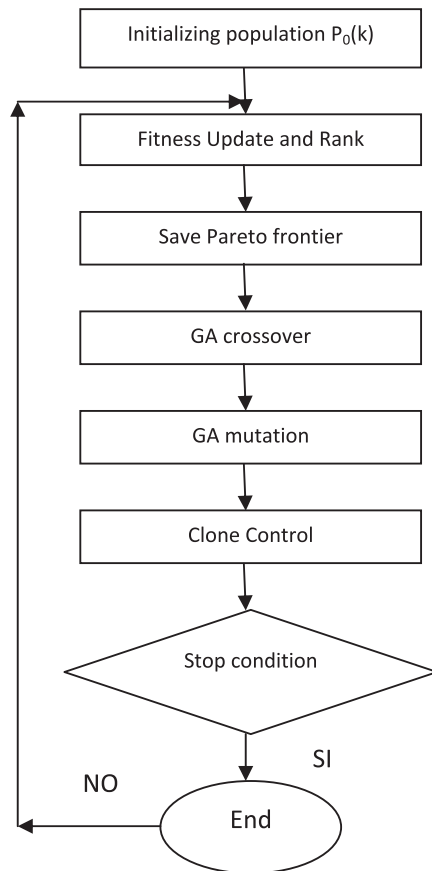 Initializing population P₀(k)
Fitness Update and Rank
Save Pareto frontier
GA crossover
GA mutation
Clone Control
Stop condition
SI
NO
End